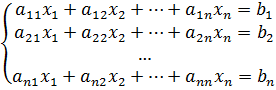 a₁₁x₁ + a₁₂x₂ + ⋯ + a₁ₙxₙ = b₁
a₂₁x₁ + a₂₂x₂ + ⋯ + a₂ₙxₙ = b₂
...
aₙ₁x₁ + aₙ₂x₂ + ⋯ + aₙₙxₙ = bₙ